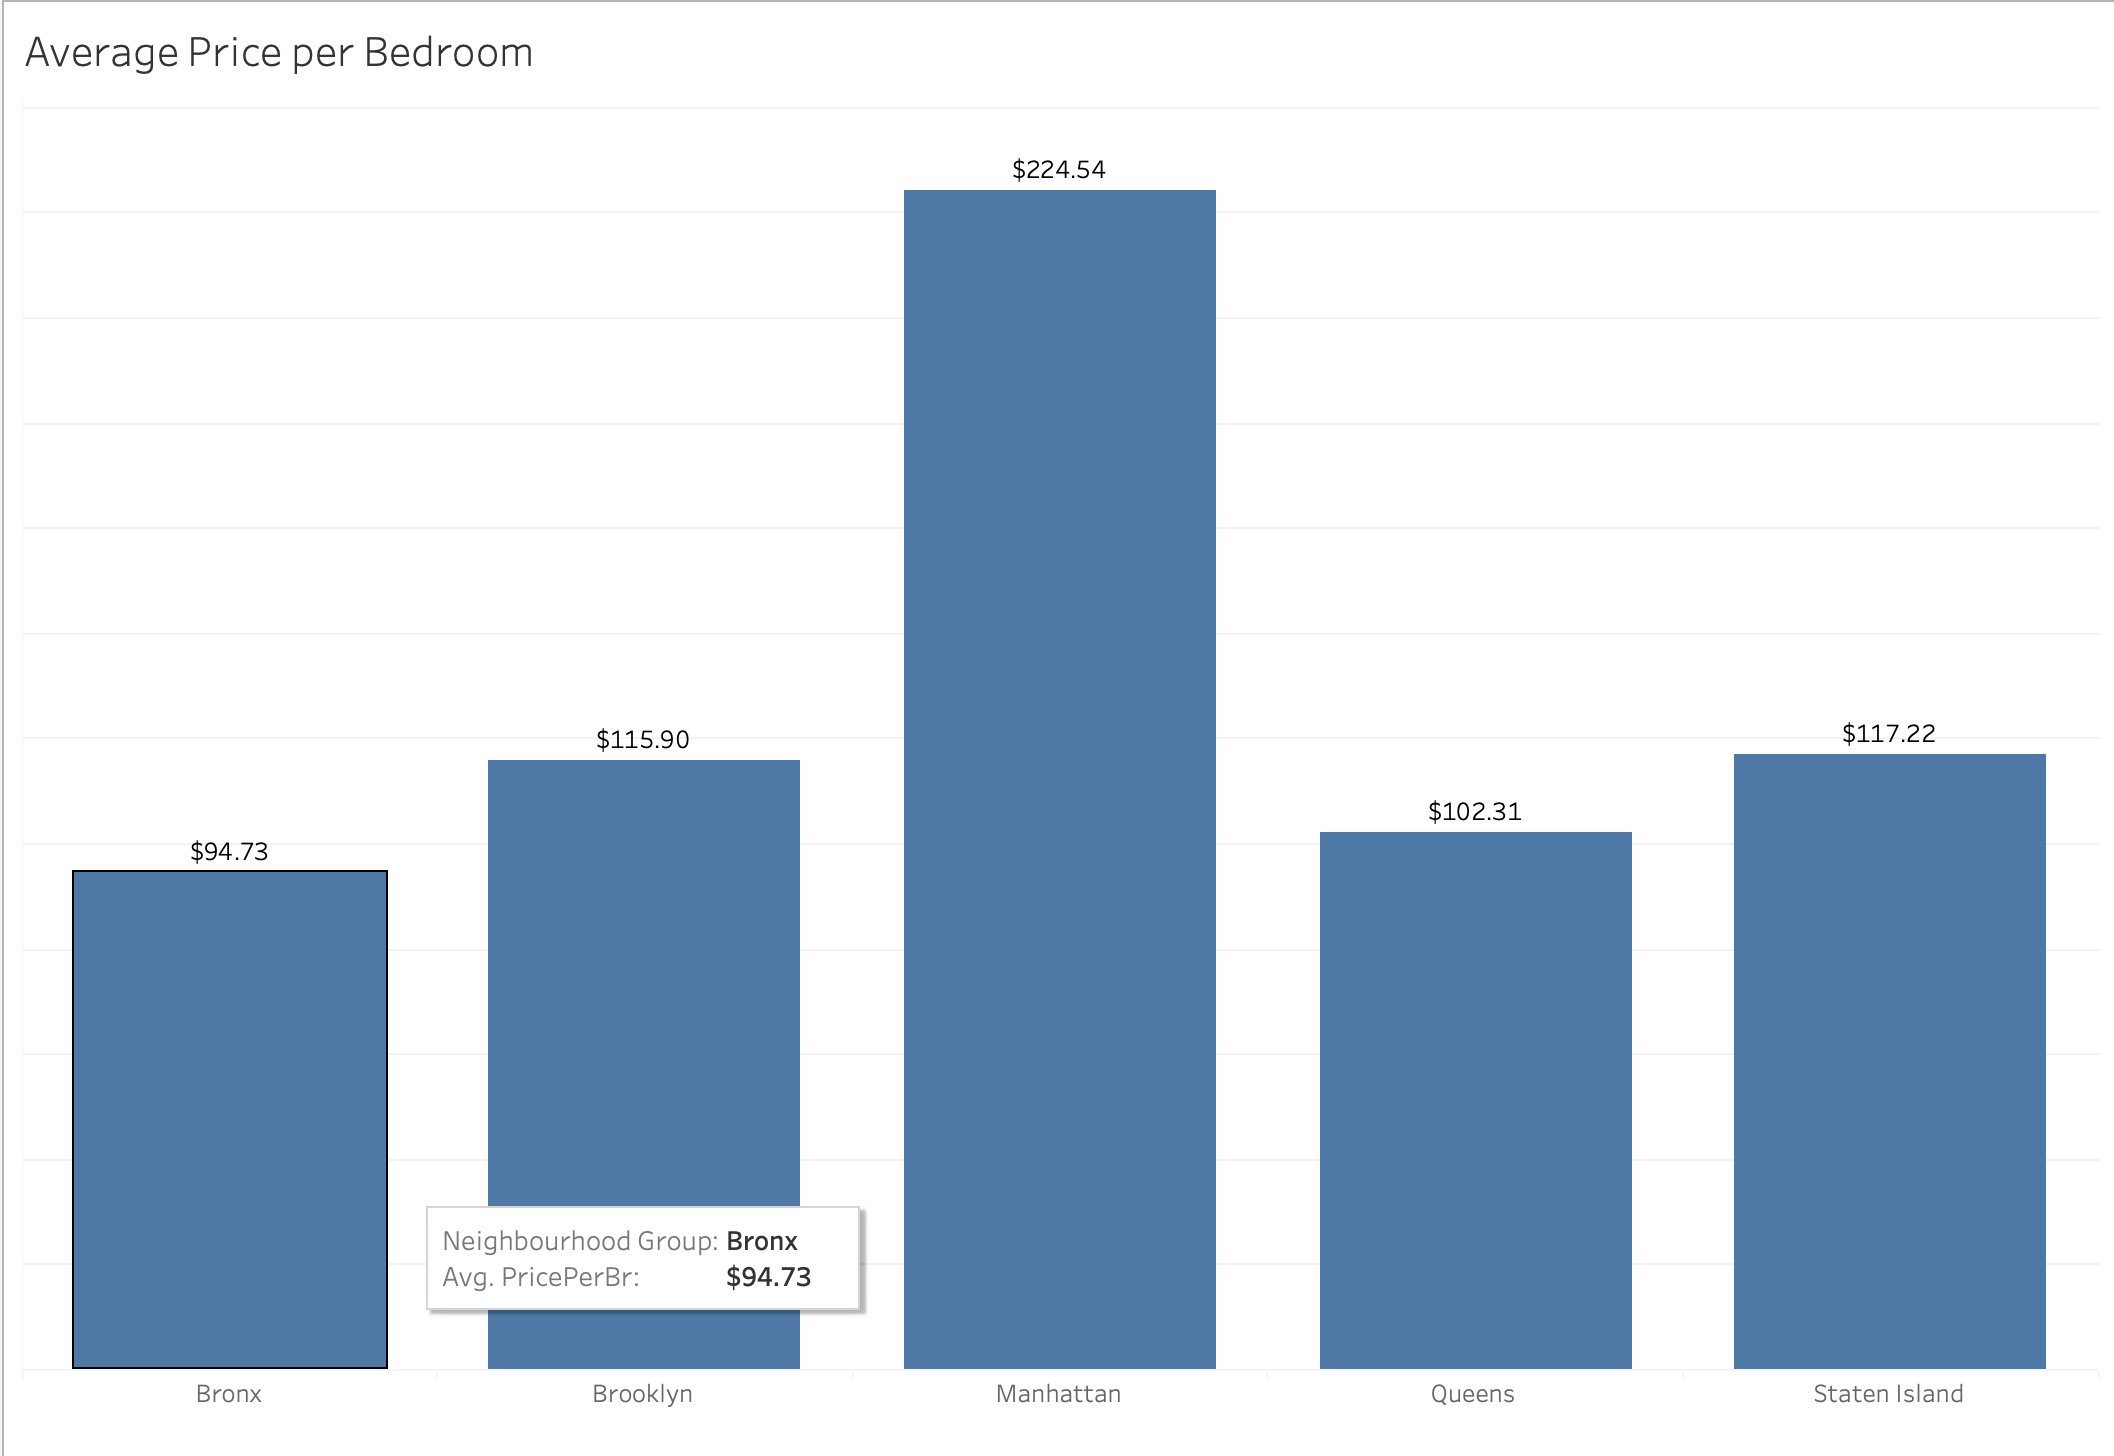 Average Price per Bedroom
$224.54
$115.90
$117.22
$102.31
$94.73
Neighbourhood Group: Bronx
Avg. PricePerBr: $94.73
Bronx Brooklyn Manhattan Queens Staten Island